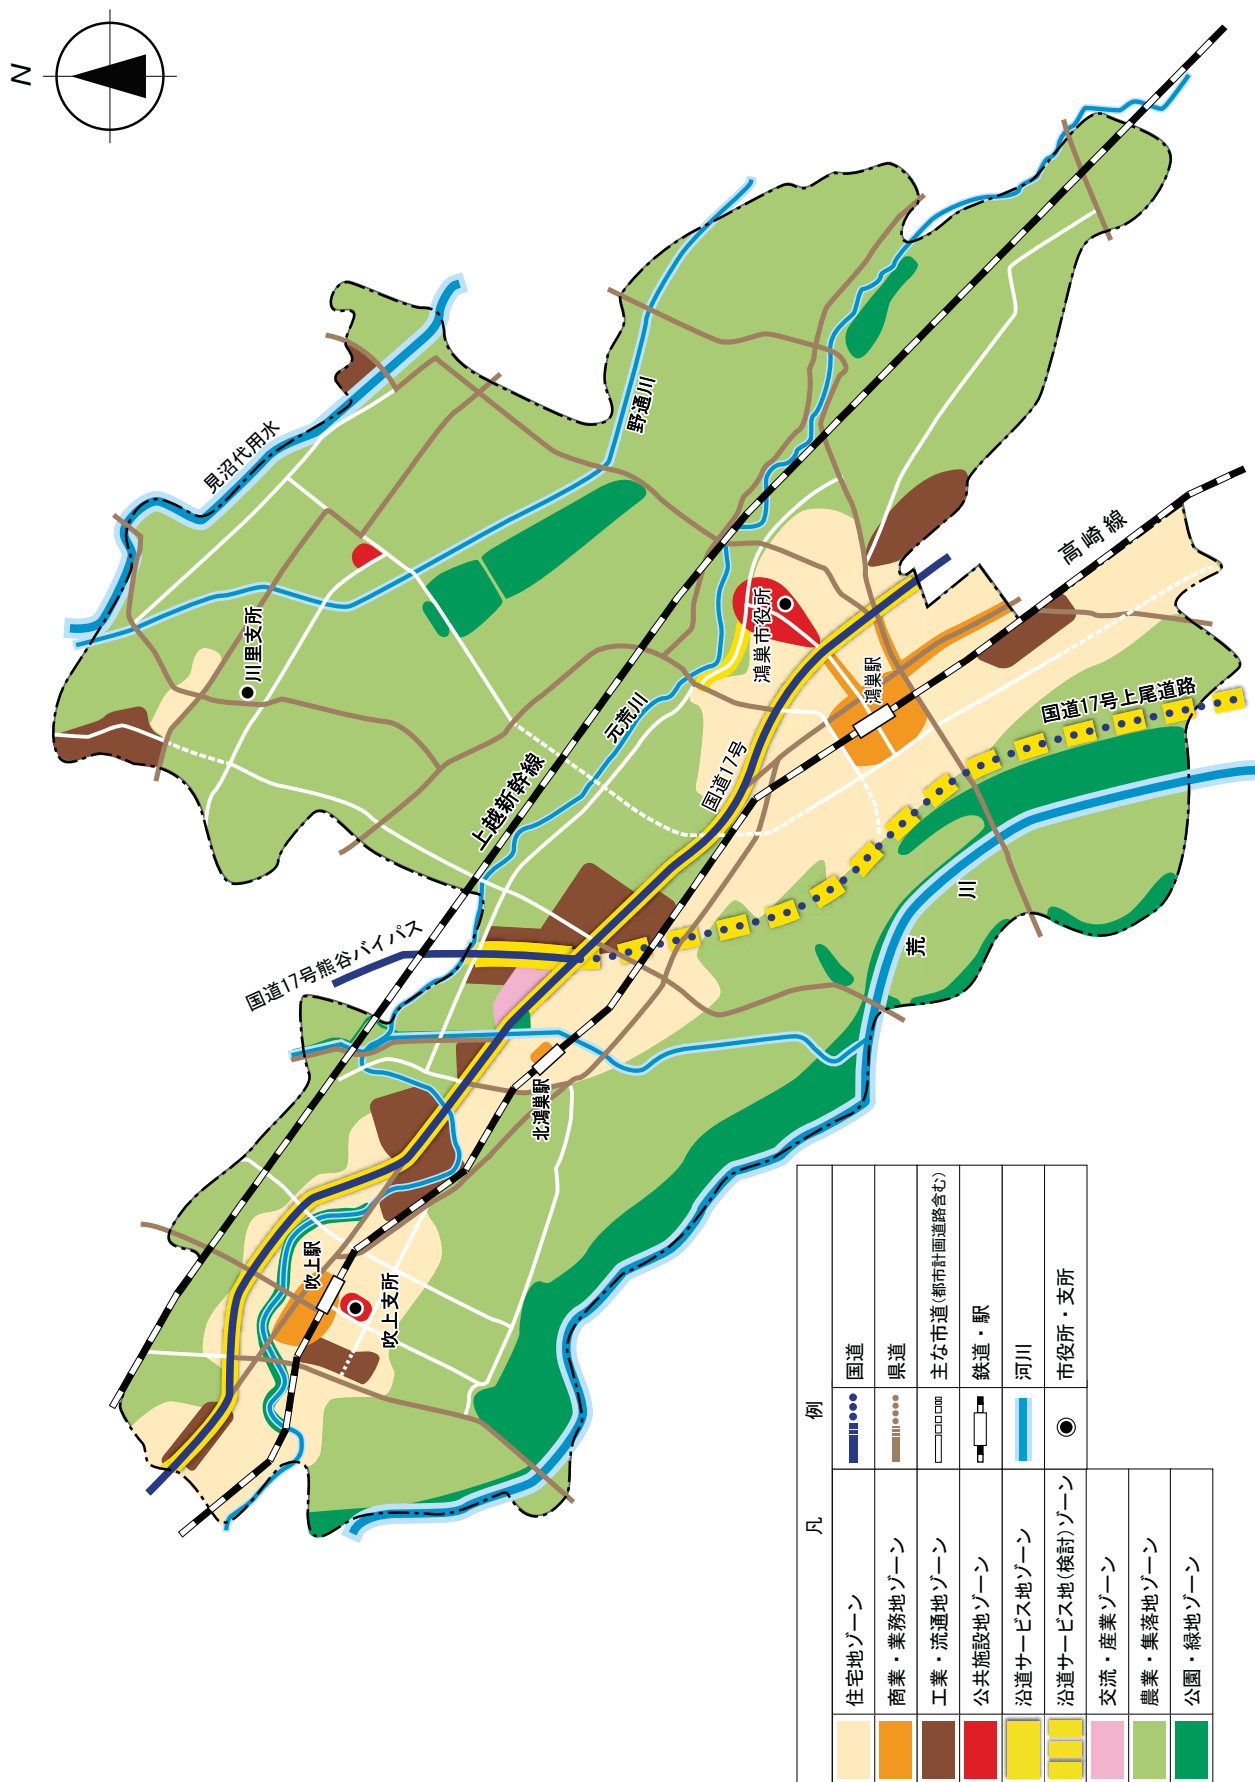 N
見沼代用水
野通川
川里支所
元荒川
上越新幹線
国道17号熊谷バイパス
国道17号
鴻巣市役所
鴻巣駅
高崎線
国道17号上尾道路
荒川
北鴻巣駅
吹上駅
吹上支所
凡例
住宅地ゾーン
商業・業務地ゾーン
工業・流通地ゾーン
公共施設地ゾーン
沿道サービス地ゾーン
沿道サービス地(検討)ゾーン
交流・産業ゾーン
農業・集落地ゾーン
公園・緑地ゾーン
国道
県道
主な市道(都市計画道路含む)
鉄道・駅
河川
市役所・支所